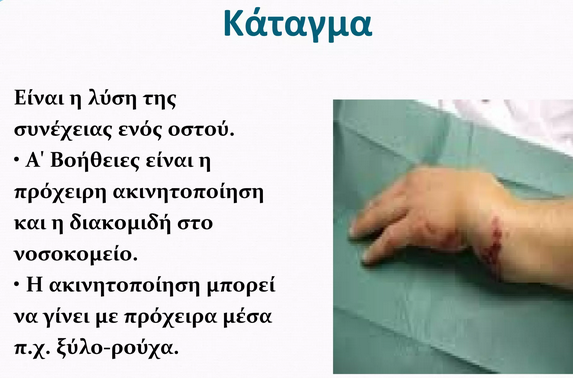 Κάταγμα
Είναι η λύση της
συνέχειας ενός οστού.
• Α' Βοήθειες είναι η
πρόχειρη ακινητοποίηση
και η διακομιδή στο
νοσοκομείο.
• Η ακινητοποίηση μπορεί
να γίνει με πρόχειρα μέσα
π.χ. ξύλο-ρούχα.